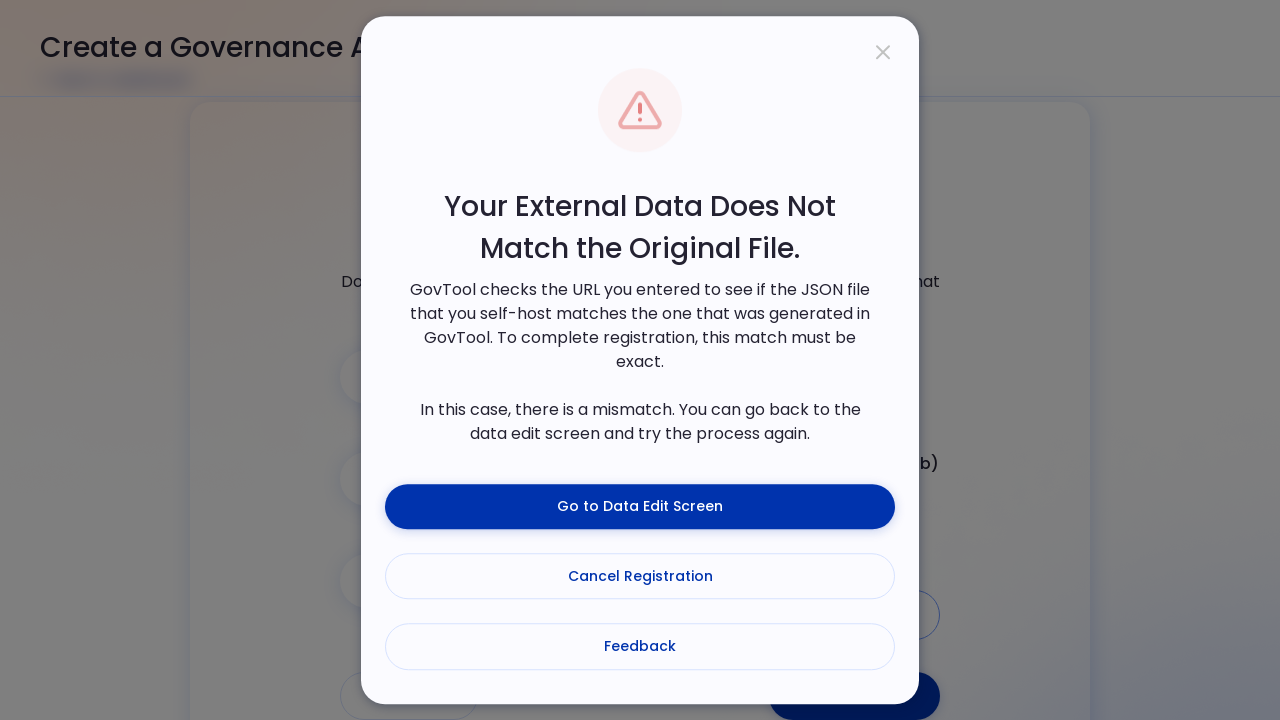 Create a Governance A
Your External Data Does Not
Match the Original File.
Do
hat
GovTool checks the URL you entered to see if the JSON file
that you self-host matches the one that was generated in
GovTool. To complete registration, this match must be
exact.
In this case, there is a mismatch. You can go back to the
data edit screen and try the process again.
b)
Go to Data Edit Screen
Cancel Registration
Feedback